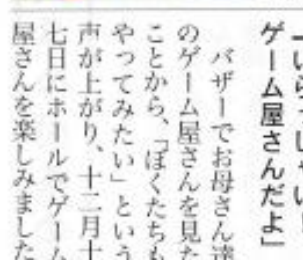 「いらっしゃい！
ゲーム屋さんだよ」
バザーでお母さん達
のゲーム屋さんを見た
ことから、「ぼくたちも
やってみたい」という
声が上がり、十二月十
七日にホールでゲーム
屋さんを楽しみました